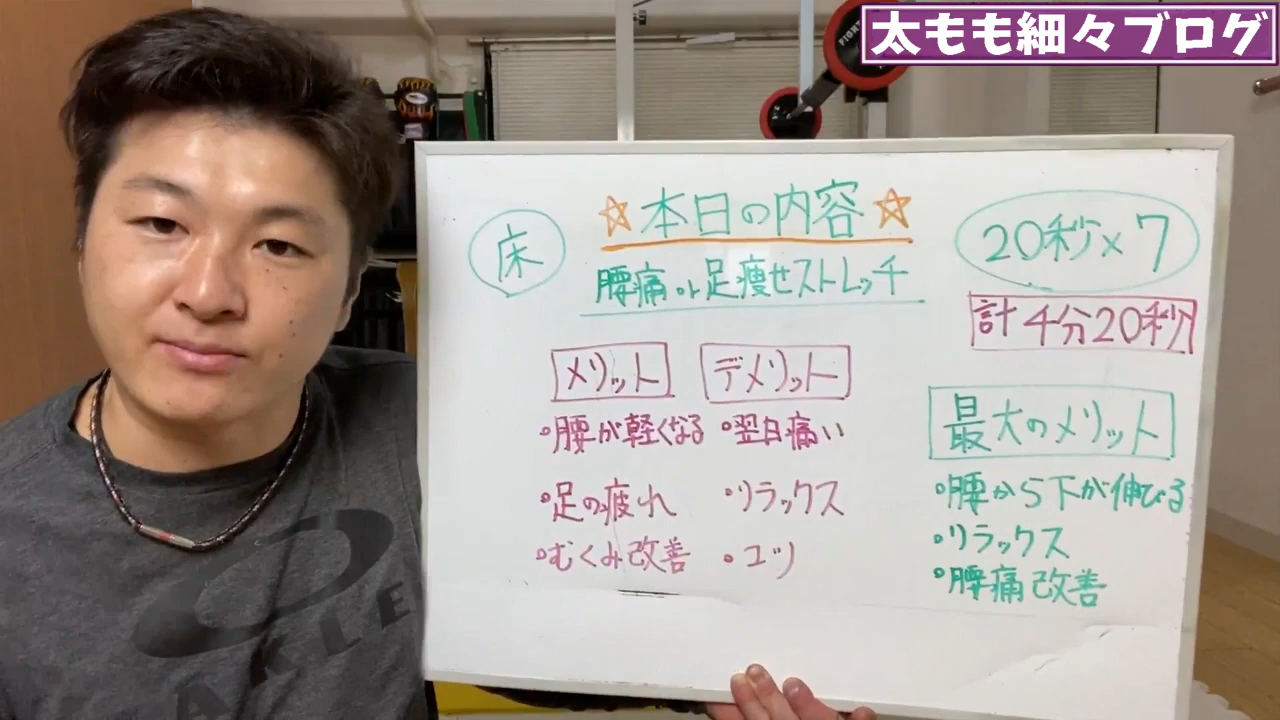 太もも細々ブログ
FIGHT
☆本日の内容☆
床
腰痛or足痩せストレッチ
20秒×7
計4分20秒
メリット
・腰が軽くなる
・足の疲れ
・むくみ改善
デメリット
・翌日痛い
・リラックス
・コツ
最大のメリット
・腰から下が伸びる
・リラックス
・腰痛改善